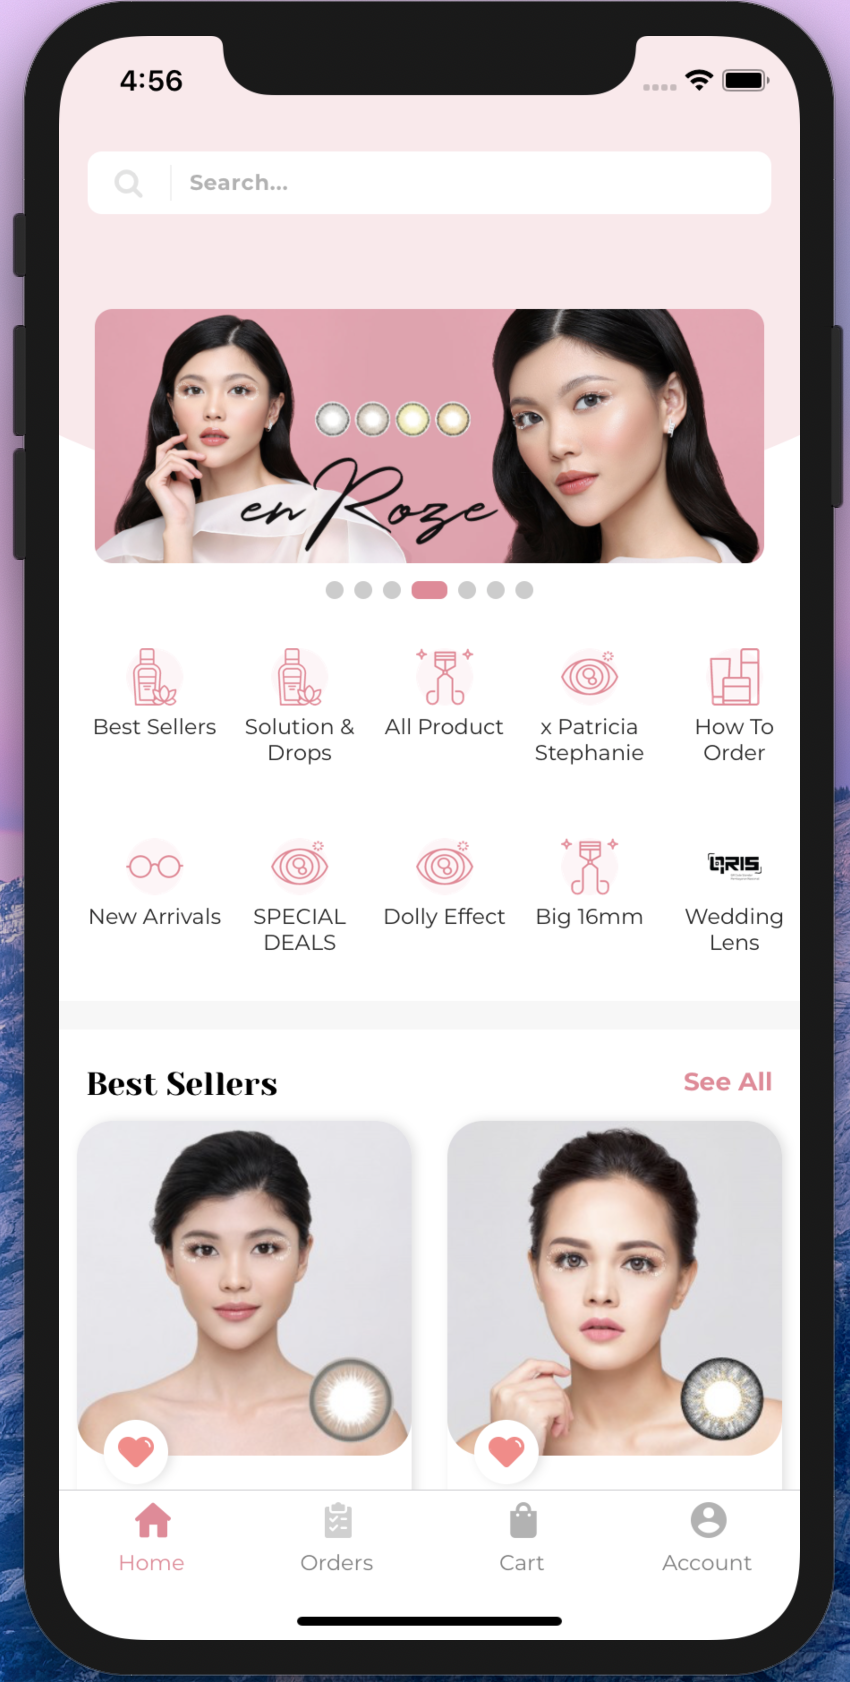 4:56
Search...
en Roze
Best Sellers
Solution &
Drops
All Product
x Patricia
Stephanie
How To
Order
New Arrivals
SPECIAL
DEALS
Dolly Effect
Big 16mm
QRIS
Wedding
Lens
Best Sellers
See All
Home
Orders
Cart
Account